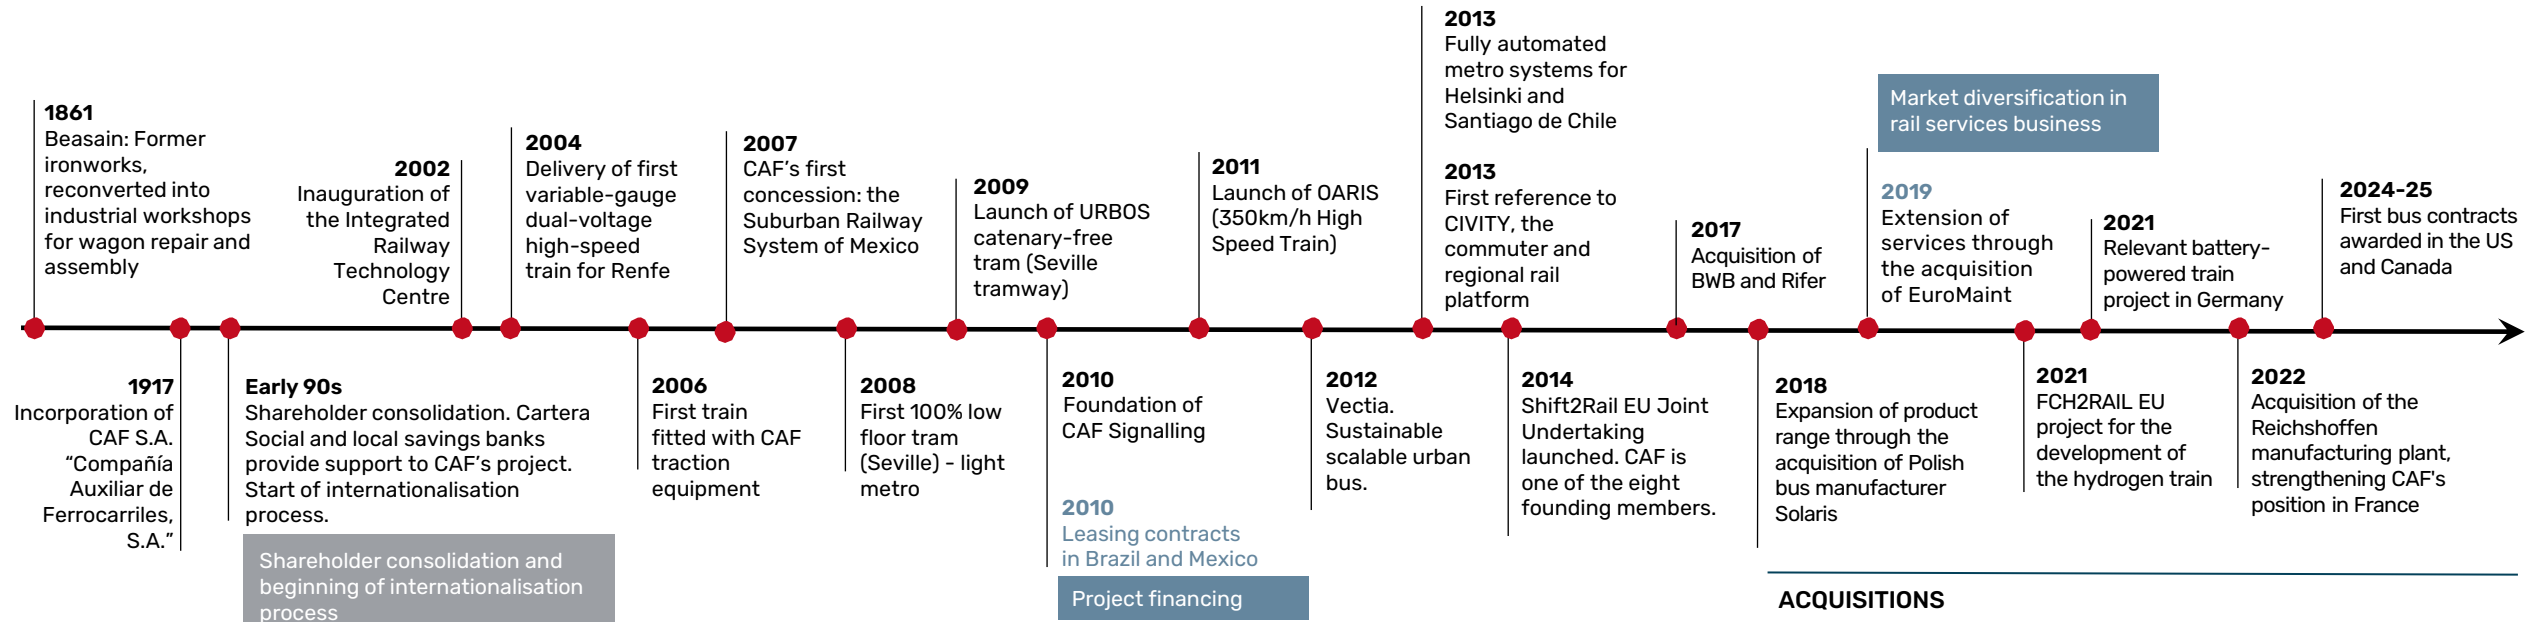 1861
Beasain: Former
ironworks,
reconverted into
industrial workshops
for wagon repair and
assembly
1917
Incorporation of
CAF S.A.
“Compañía
Auxiliar de
Ferrocarriles,
S.A.”
Early 90s
Shareholder consolidation. Cartera
Social and local savings banks
provide support to CAF’s project.
Start of internationalisation
process.
Shareholder consolidation and
beginning of internationalisation
process
2002
Inauguration of
the Integrated
Railway
Technology
Centre
2004
Delivery of first
variable-gauge
dual-voltage
high-speed
train for Renfe
2006
First train
fitted with CAF
traction
equipment
2007
CAF’s first
concession: the
Suburban Railway
System of Mexico
2008
First 100% low
floor tram
(Seville) - light
metro
2009
Launch of URBOS
catenary-free
tram (Seville
tramway)
2010
Foundation of
CAF Signalling
2010
Leasing contracts
in Brazil and Mexico
Project financing
2011
Launch of OARIS
(350km/h High
Speed Train)
2012
Vectia.
Sustainable
scalable urban
bus.
2013
Fully automated
metro systems for
Helsinki and
Santiago de Chile
2013
First reference to
CIVITY, the
commuter and
regional rail
platform
2014
Shift2Rail EU Joint
Undertaking
launched. CAF is
one of the eight
founding members.
2017
Acquisition of
BWB and Rifer
2018
Expansion of product
range through the
acquisition of Polish
bus manufacturer
Solaris
Market diversification in
rail services business
2019
Extension of
services through
the acquisition
of EuroMaint
2021
FCH2RAIL EU
project for the
development of
the hydrogen train
2021
Relevant battery-
powered train
project in Germany
2022
Acquisition of the
Reichshoffen
manufacturing plant,
strengthening CAF's
position in France
2024-25
First bus contracts
awarded in the US
and Canada
ACQUISITIONS